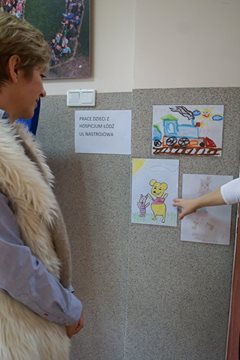 PRACE DZIECI Z
HOSPICJUM ŁÓDŹ
UL NASTROJOWA